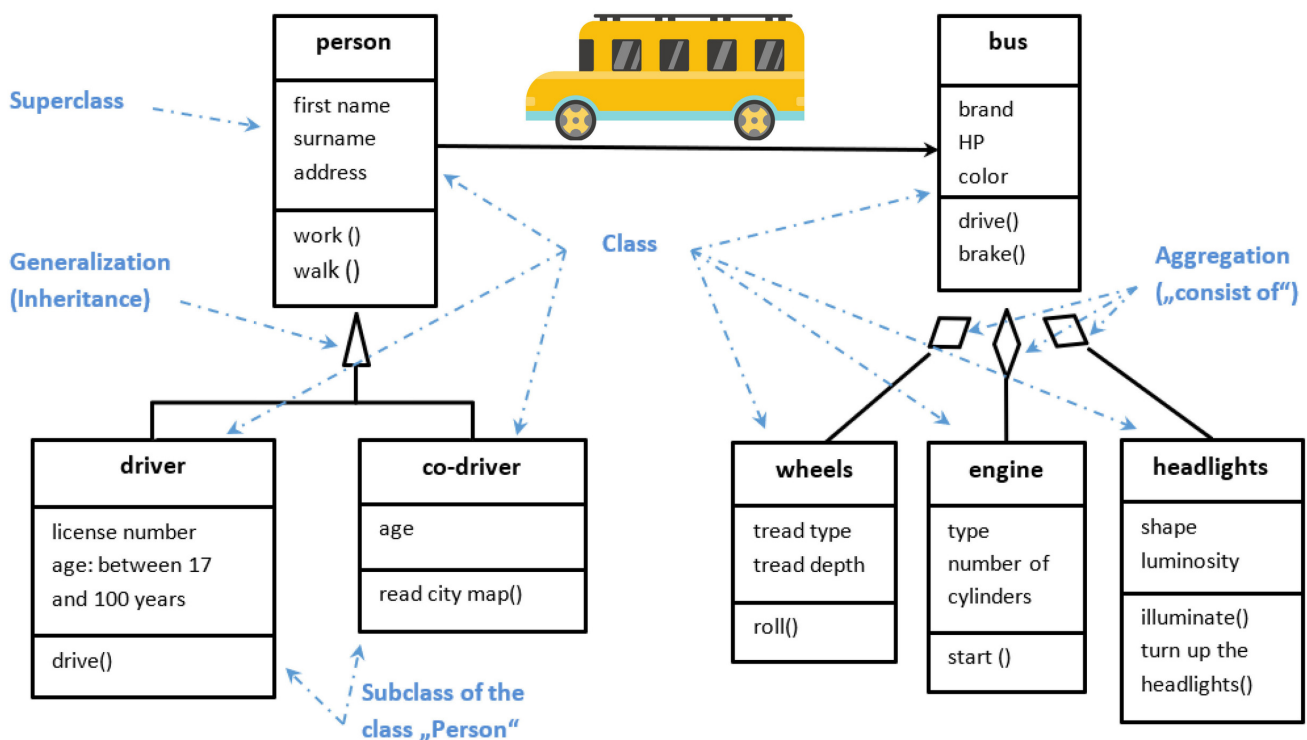 person
first name
surname
address
work ()
walk ()
bus
brand
HP
color
drive()
brake()
Superclass
Generalization
(Inheritance)
Class
Aggregation
(„consist of“)
driver
license number
age: between 17
and 100 years
drive()
co-driver
age
read city map()
Subclass of the
class „Person“
wheels
tread type
tread depth
roll()
engine
type
number of
cylinders
start ()
headlights
shape
luminosity
illuminate()
turn up the
headlights()